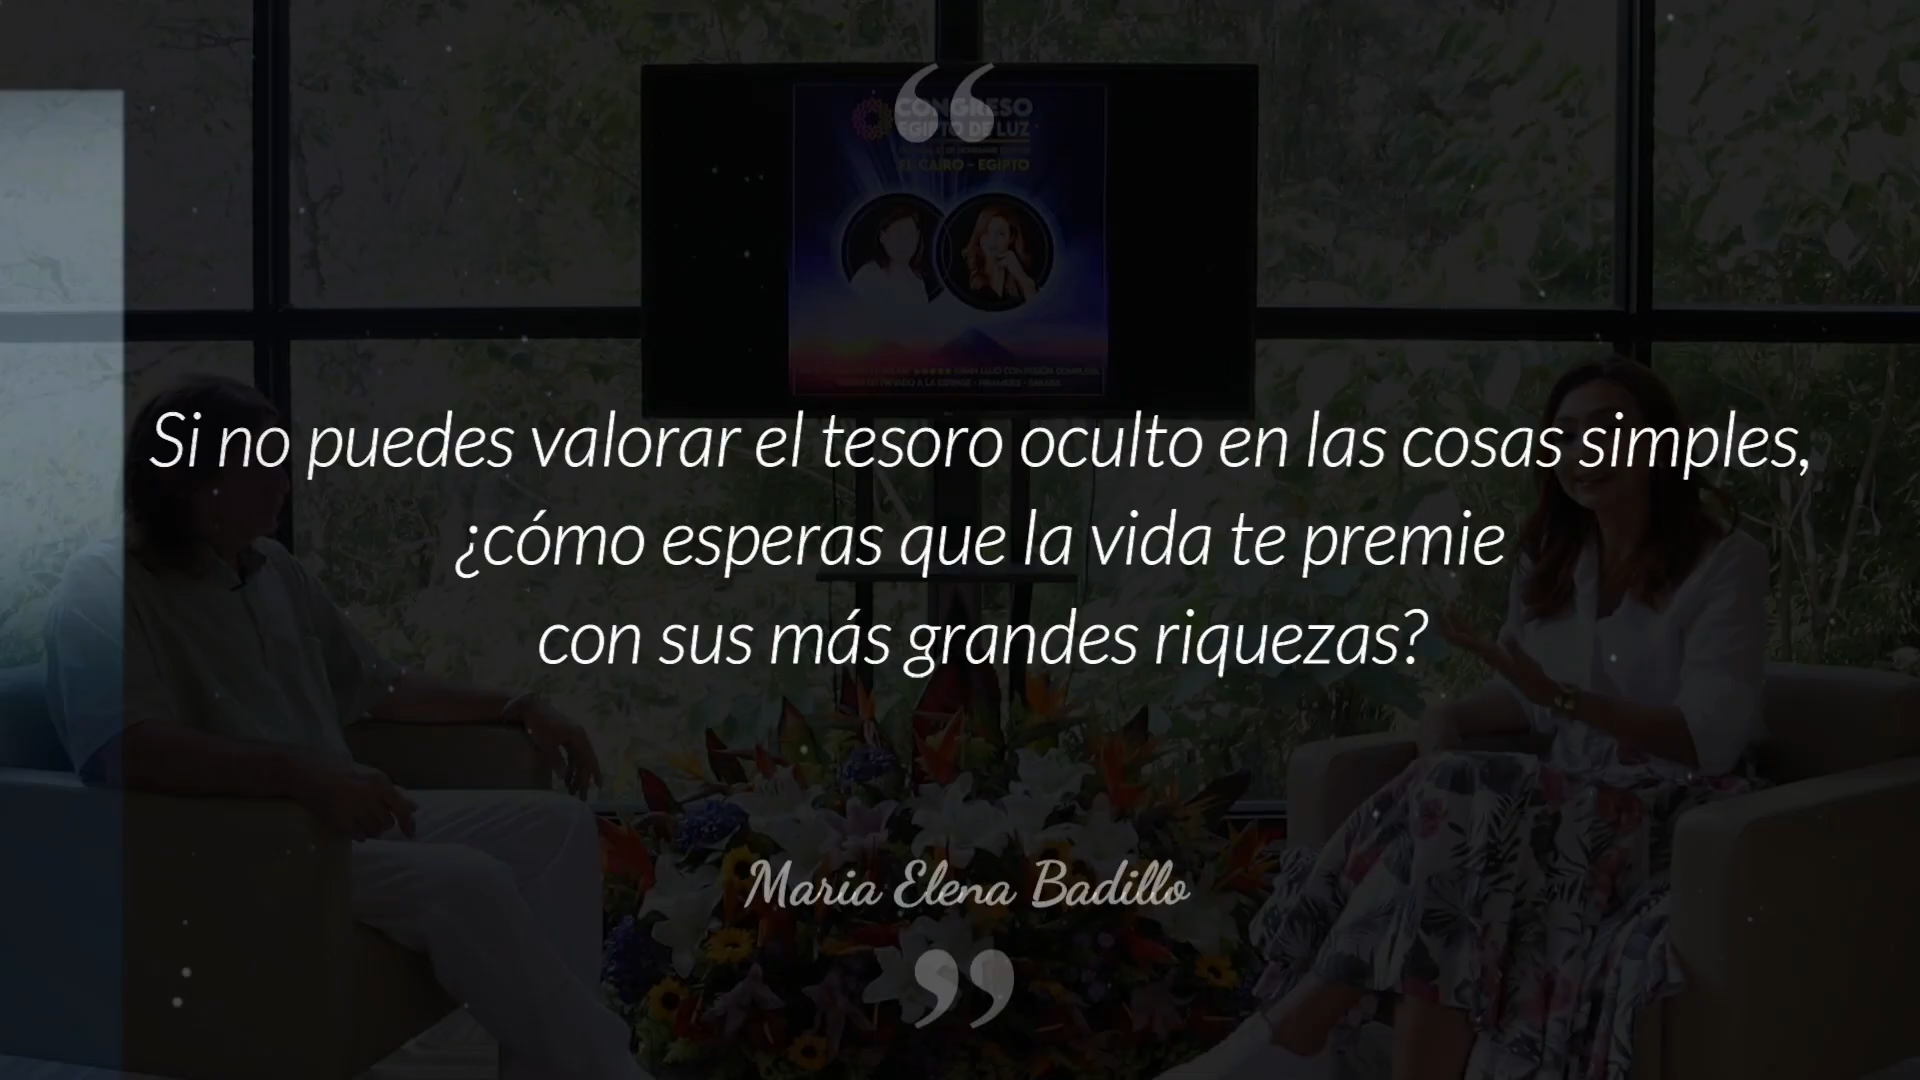 CONGRESO
EGIPTO DE LUZ
EL CAIRO - EGIPTO
Si no puedes valorar el tesoro oculto en las cosas simples,
¿cómo esperas que la vida te premie
con sus más grandes riquezas?
Maria Elena Badillo